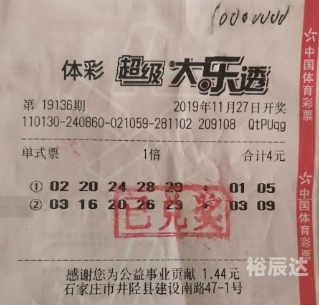 1000000
体彩 超级大乐透
第 19136期 2019年11月27日开奖
110130-240860-021059-281102 209108 QtPUqg
单式票 1倍 合计4元
① 02 20 24 28 29 + 01 05
② 03 16 20 26 29 + 03 09
已兑奖
感谢您为公益事业贡献 1.44元
石家庄市井陉县建设南路47-1号
中国体育彩票
中国体育彩票
裕辰达